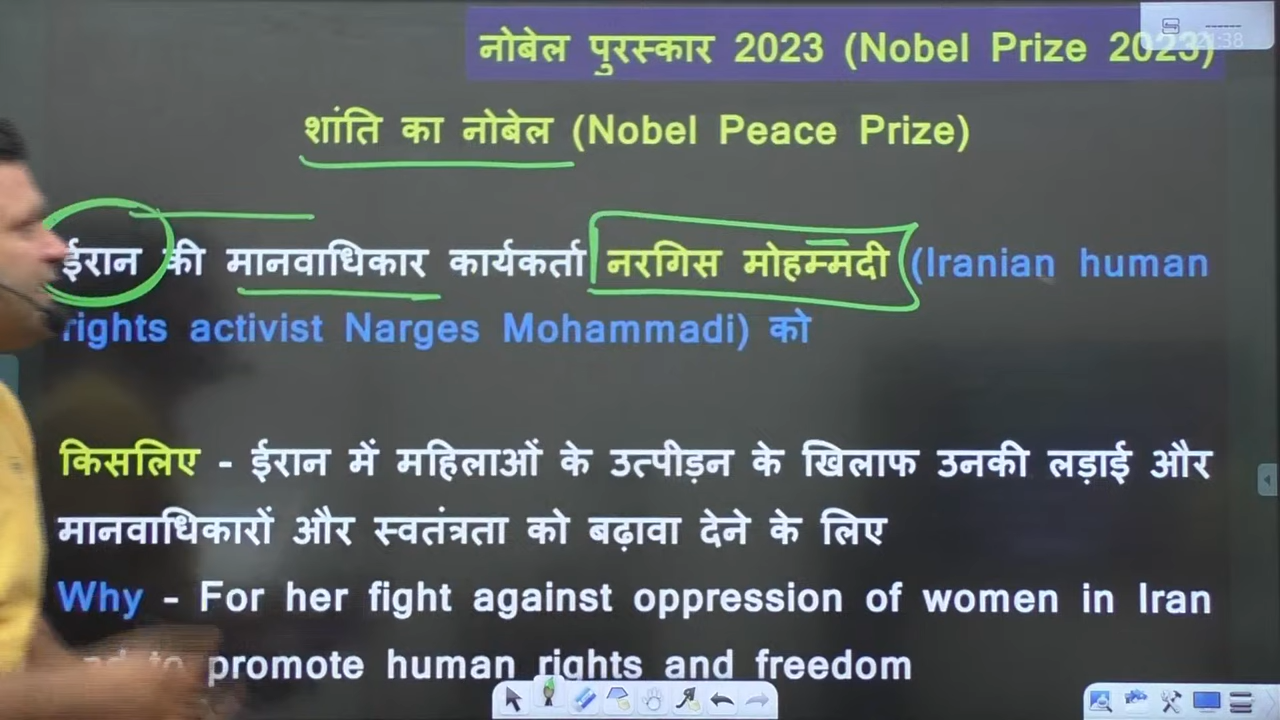 नोबेल पुरस्कार 2023 (Nobel Prize 2023)
शांति का नोबेल (Nobel Peace Prize)
ईरान की मानवाधिकार कार्यकर्ता नरगिस मोहम्मदी (Iranian human
rights activist Narges Mohammadi) को
किसलिए - ईरान में महिलाओं के उत्पीड़न के खिलाफ उनकी लड़ाई और
मानवाधिकारों और स्वतंत्रता को बढ़ावा देने के लिए
Why - For her fight against oppression of women in Iran
to promote human rights and freedom